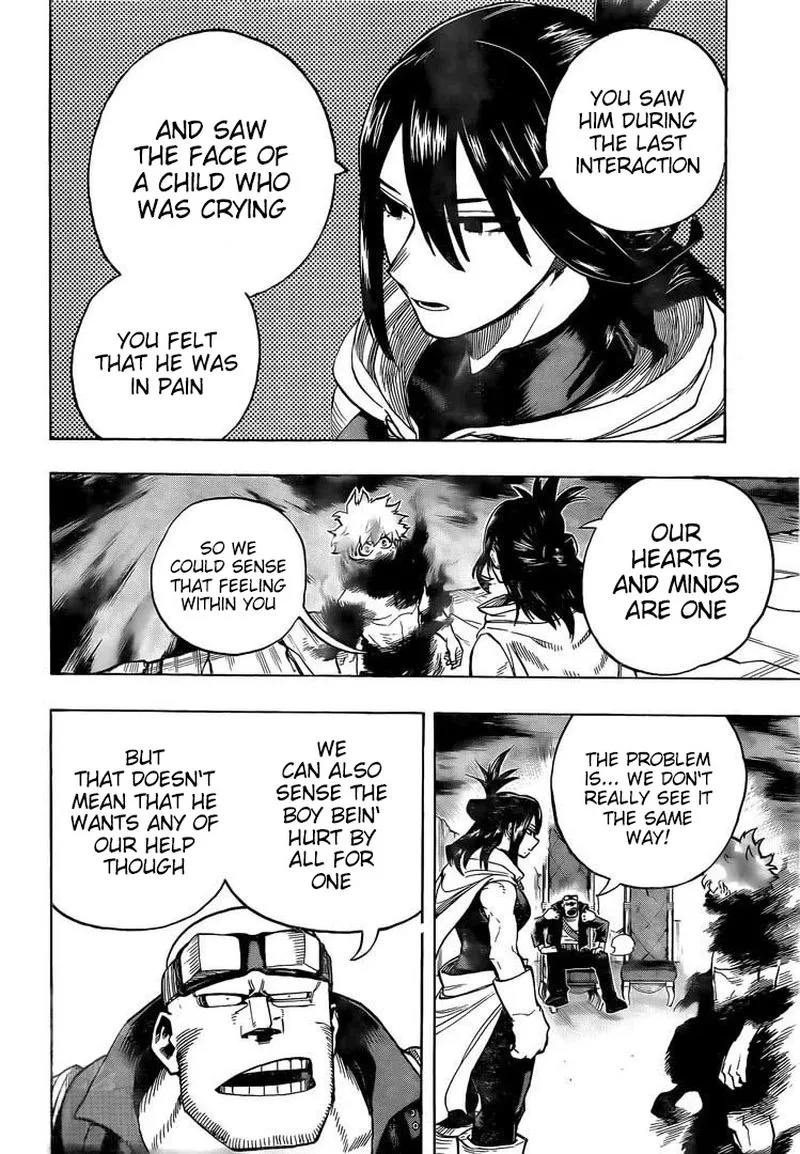 YOU SAW
HIM DURING
THE LAST
INTERACTION
AND SAW
THE FACE OF
A CHILD WHO
WAS CRYING
YOU FELT
THAT HE WAS
IN PAIN
OUR
HEARTS
AND MINDS
ARE ONE
SO WE
COULD SENSE
THAT FEELING
WITHIN YOU
THE PROBLEM
IS... WE DON'T
REALLY SEE IT
THE SAME
WAY!
WE
CAN ALSO
SENSE THE
BOY BEIN'
HURT BY
ALL FOR
ONE
BUT
THAT DOESN'T
MEAN THAT HE
WANTS ANY OF
OUR HELP
THOUGH